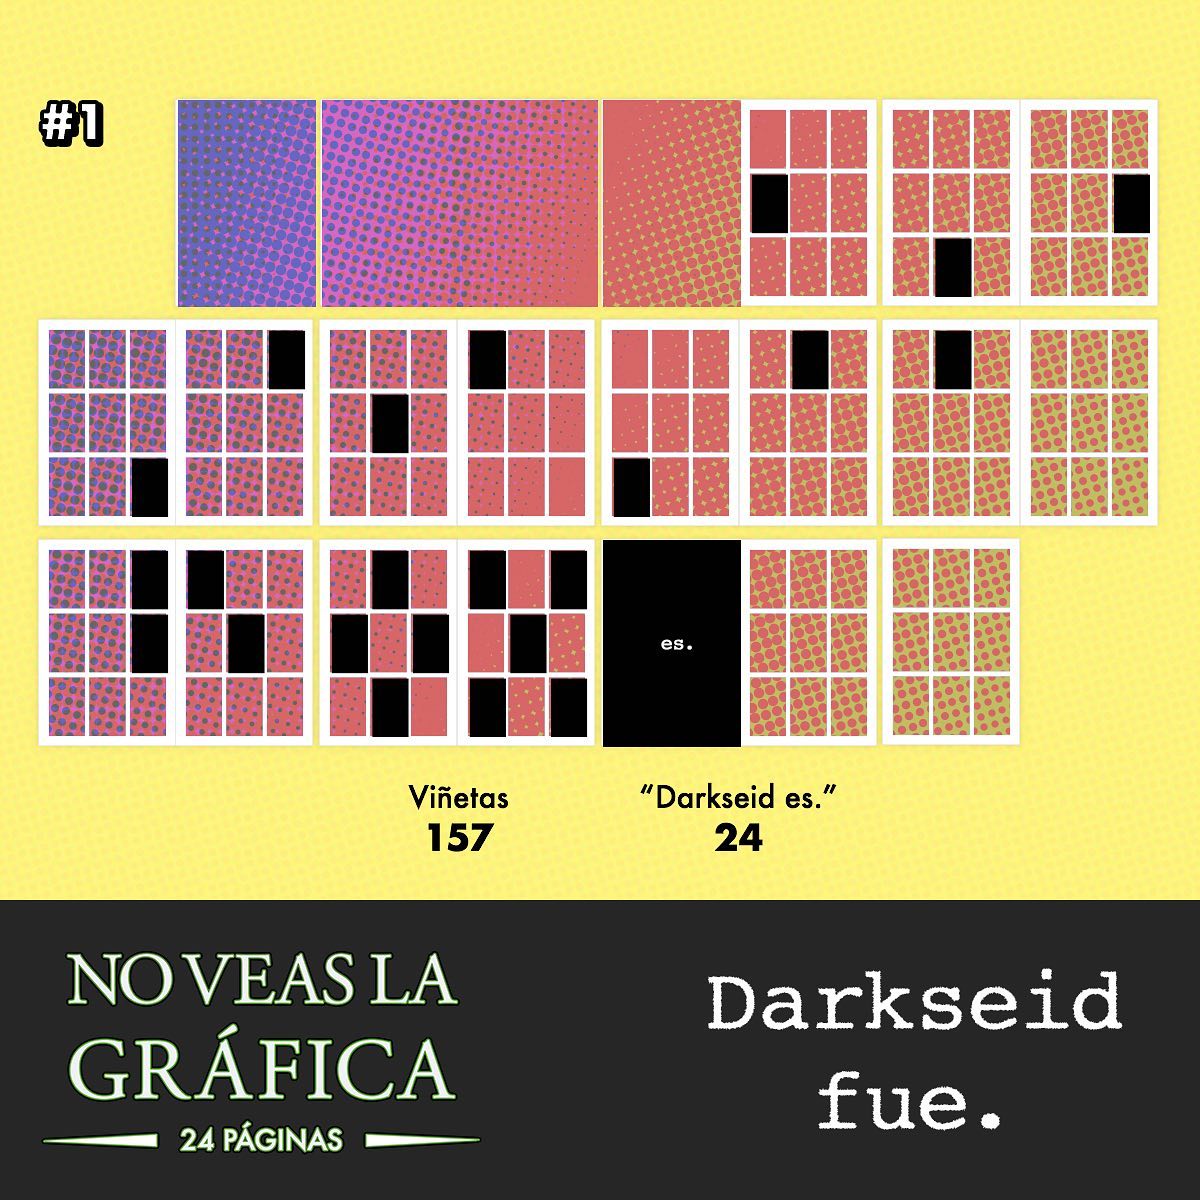 #1
es.
Viñetas
157
“Darkseid es.”
24
NO VEAS LA
GRÁFICA
24 PÁGINAS
Darkseid
fue.